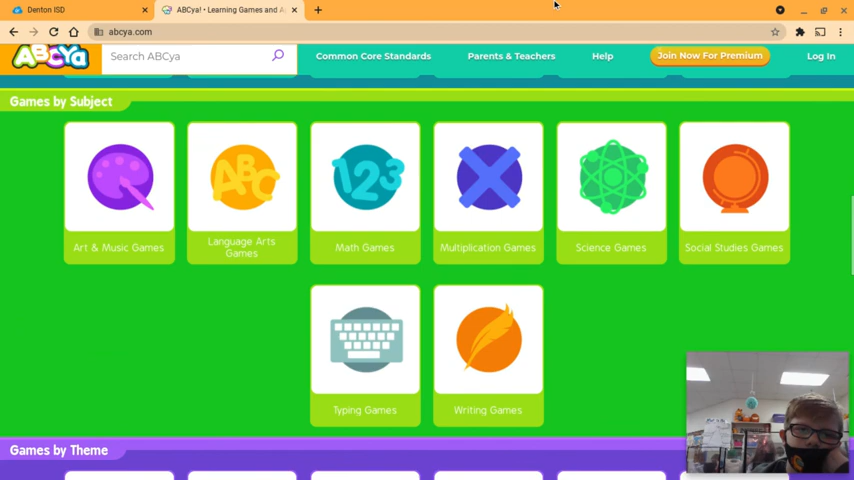 Denton ISD
ABCya! • Learning Games and A
abcya.com
ABCya
Search ABCya
Common Core Standards
Parents & Teachers
Help
Join Now For Premium
Log In
Games by Subject
ABC
123
Art & Music Games
Language Arts
Games
Math Games
Multiplication Games
Science Games
Social Studies Games
Typing Games
Writing Games
Games by Theme